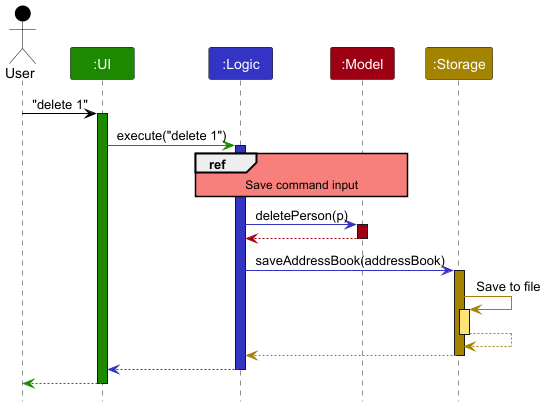 User
:UI
:Logic
:Model
:Storage
"delete 1"
execute("delete 1")
ref
Save command input
deletePerson(p)
saveAddressBook(addressBook)
Save to file